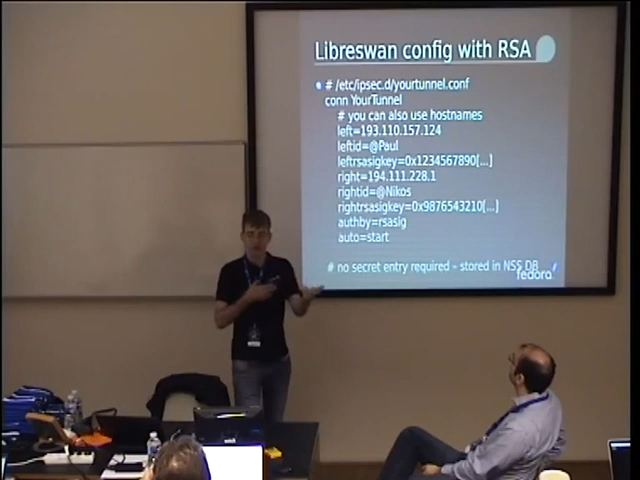 Libreswan config with RSA
# /etc/ipsec.d/yourtunnel.conf
conn YourTunnel
# you can also use hostnames
left=193.110.157.124
leftid=@Paul
leftrsasigkey=0x1234567890[...]
right=194.111.228.1
rightid=@Nikos
rightrsasigkey=0x9876543210[...]
authby=rsasig
auto=start
# no secret entry required – stored in NSS DB
fedora